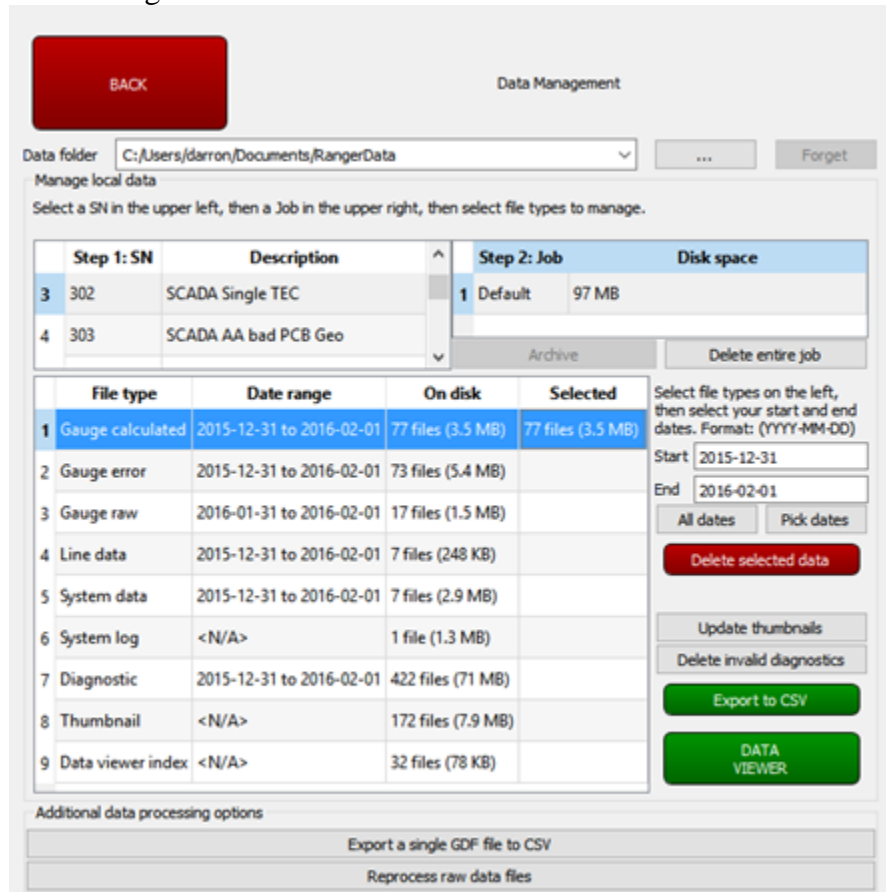 BACK
Data Management
Data folder C:/Users/darron/Documents/RangerData ... Forget
Manage local data
Select a SN in the upper left, then a Job in the upper right, then select file types to manage.
Step 1: SN Description
3 302 SCADA Single TEC
4 303 SCADA AA bad PCB Geo
Step 2: Job Disk space
1 Default 97 MB
Archive Delete entire job
File type Date range On disk Selected
1 Gauge calculated 2015-12-31 to 2016-02-01 77 files (3.5 MB) 77 files (3.5 MB)
2 Gauge error 2015-12-31 to 2016-02-01 73 files (5.4 MB)
3 Gauge raw 2016-01-31 to 2016-02-01 17 files (1.5 MB)
4 Line data 2015-12-31 to 2016-02-01 7 files (248 KB)
5 System data 2015-12-31 to 2016-02-01 7 files (2.9 MB)
6 System log <N/A> 1 file (1.3 MB)
7 Diagnostic 2015-12-31 to 2016-02-01 422 files (71 MB)
8 Thumbnail <N/A> 172 files (7.9 MB)
9 Data viewer index <N/A> 32 files (78 KB)
Select file types on the left,
then select your start and end
dates. Format: (YYYY-MM-DD)
Start 2015-12-31
End 2016-02-01
All dates Pick dates
Delete selected data
Update thumbnails
Delete invalid diagnostics
Export to CSV
DATA
VIEWER
Additional data processing options
Export a single GDF file to CSV
Reprocess raw data files